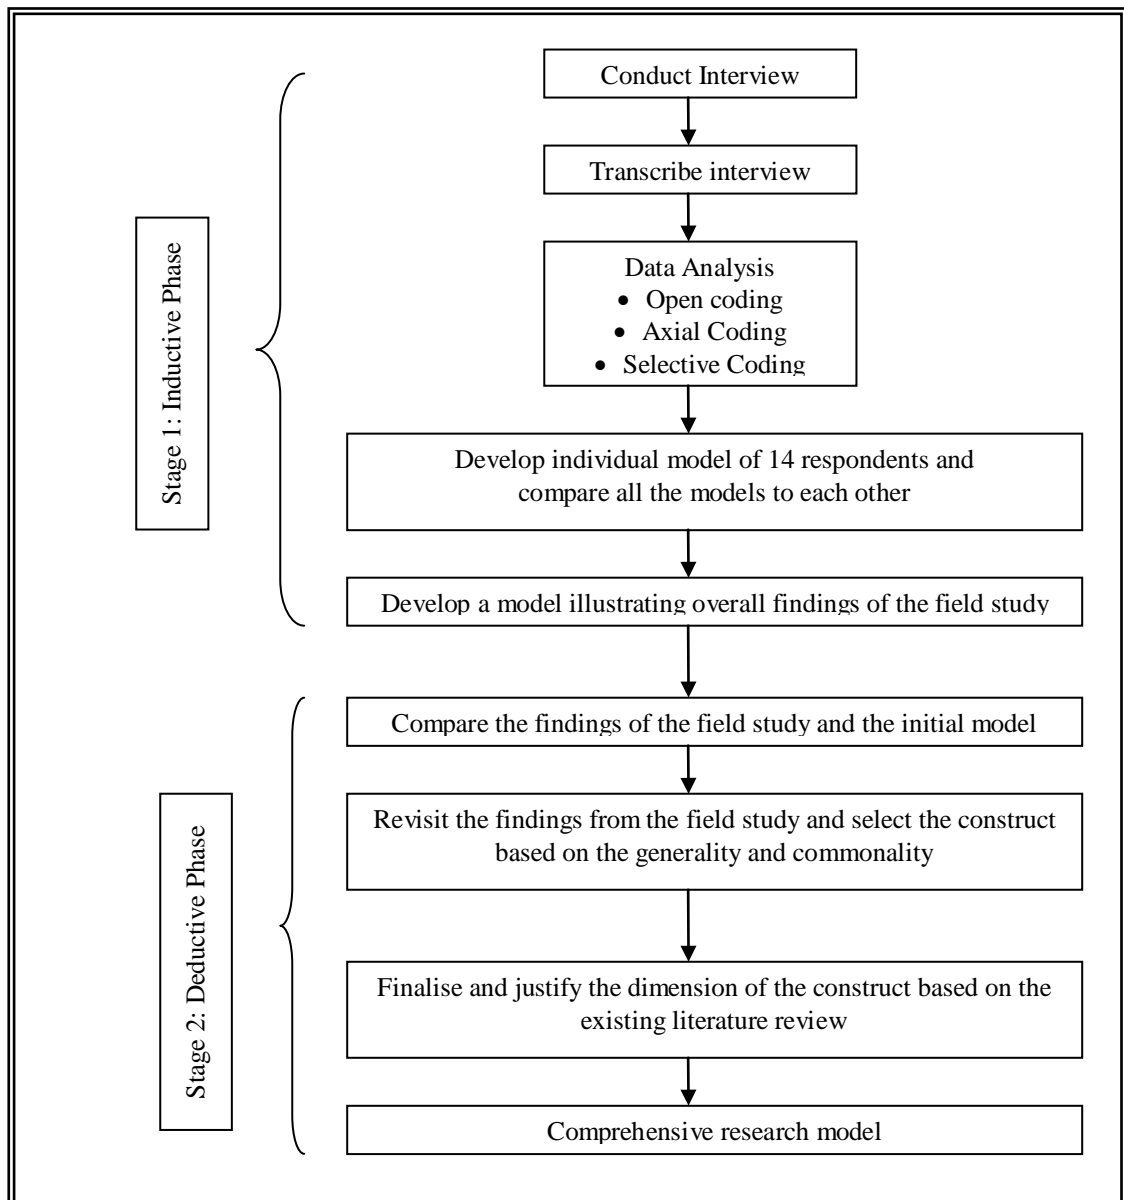 Conduct Interview
Transcribe interview
Data Analysis
• Open coding
• Axial Coding
• Selective Coding
Stage 1: Inductive Phase
Develop individual model of 14 respondents and
compare all the models to each other
Develop a model illustrating overall findings of the field study
Compare the findings of the field study and the initial model
Revisit the findings from the field study and select the construct
based on the generality and commonality
Stage 2: Deductive Phase
Finalise and justify the dimension of the construct based on the
existing literature review
Comprehensive research model